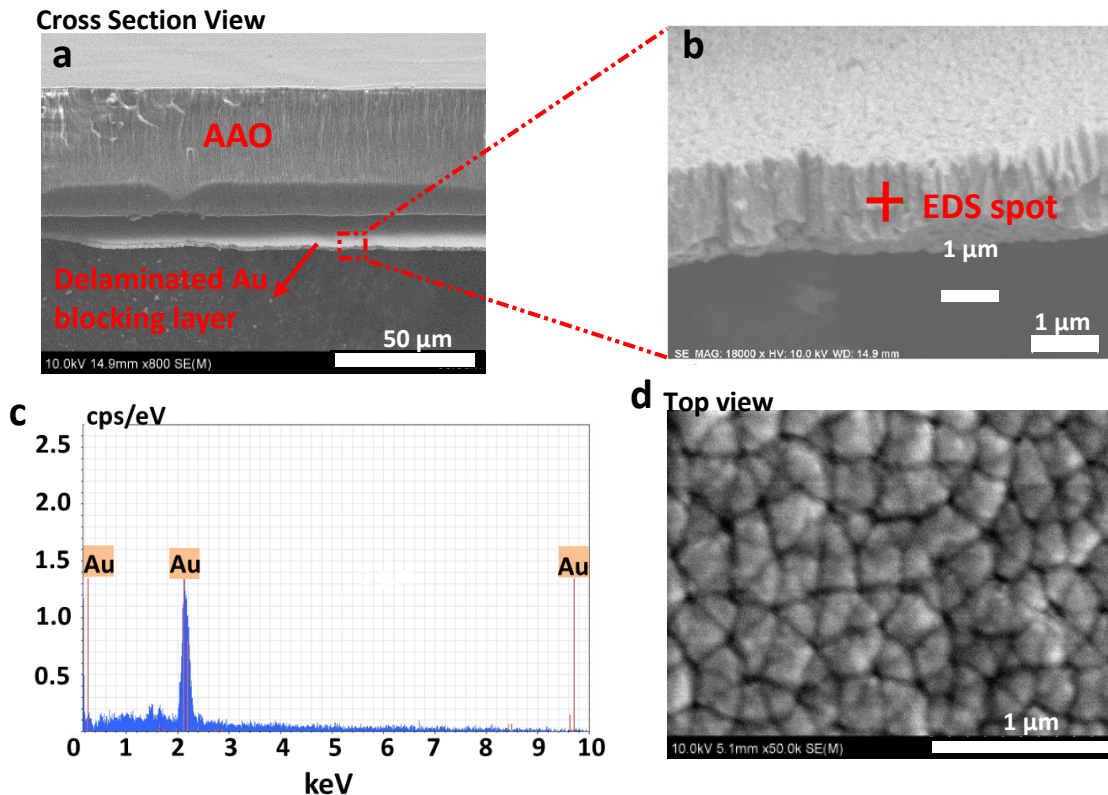 Cross Section View
a
AAO
Delaminated Au
blocking layer
50 μm
10.0kV 14.9mm x800 SE(M)
b
EDS spot
1 μm
1 μm
SE MAG: 18000 x HV: 10.0 kV WD: 14.9 mm
c
cps/eV
2.5
2.0
1.5
1.0
0.5
Au
Au
Au
0 1 2 3 4 5 6 7 8 9 10
keV
d
Top view
1 μm
10.0kV 5.1mm x50.0k SE(M)